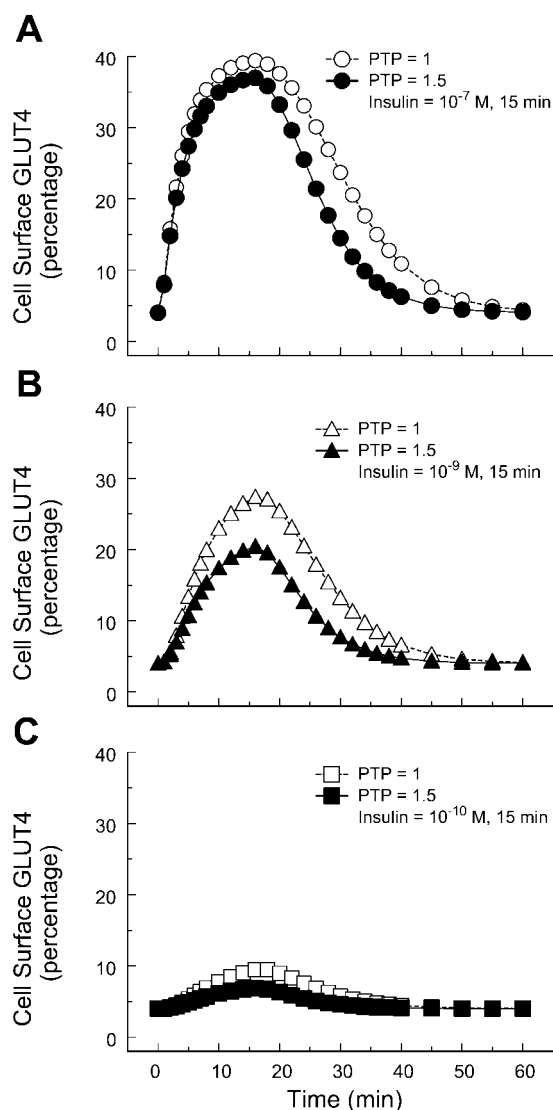 A
40
30
20
10
0
Cell Surface GLUT4
(percentage)
PTP = 1
PTP = 1.5
Insulin = 10⁻⁷ M, 15 min
B
40
30
20
10
0
Cell Surface GLUT4
(percentage)
PTP = 1
PTP = 1.5
Insulin = 10⁻⁹ M, 15 min
C
40
30
20
10
0
Cell Surface GLUT4
(percentage)
PTP = 1
PTP = 1.5
Insulin = 10⁻¹⁰ M, 15 min
0 10 20 30 40 50 60
Time (min)